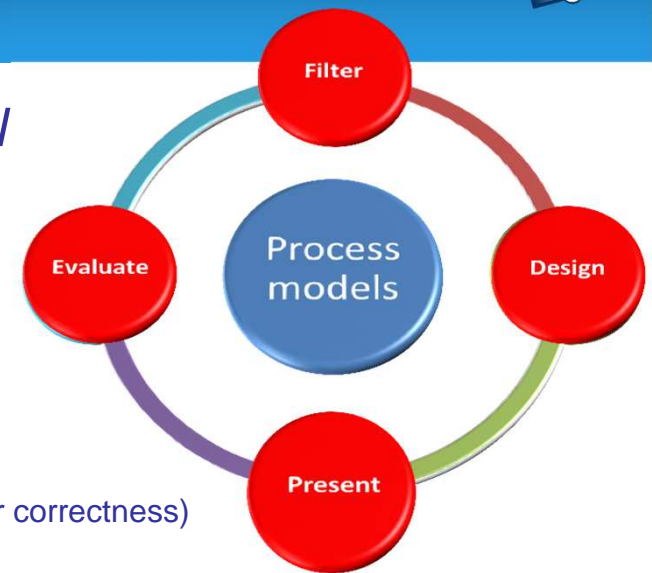 Filter
Evaluate
Process
models
Design
Present
correctness)